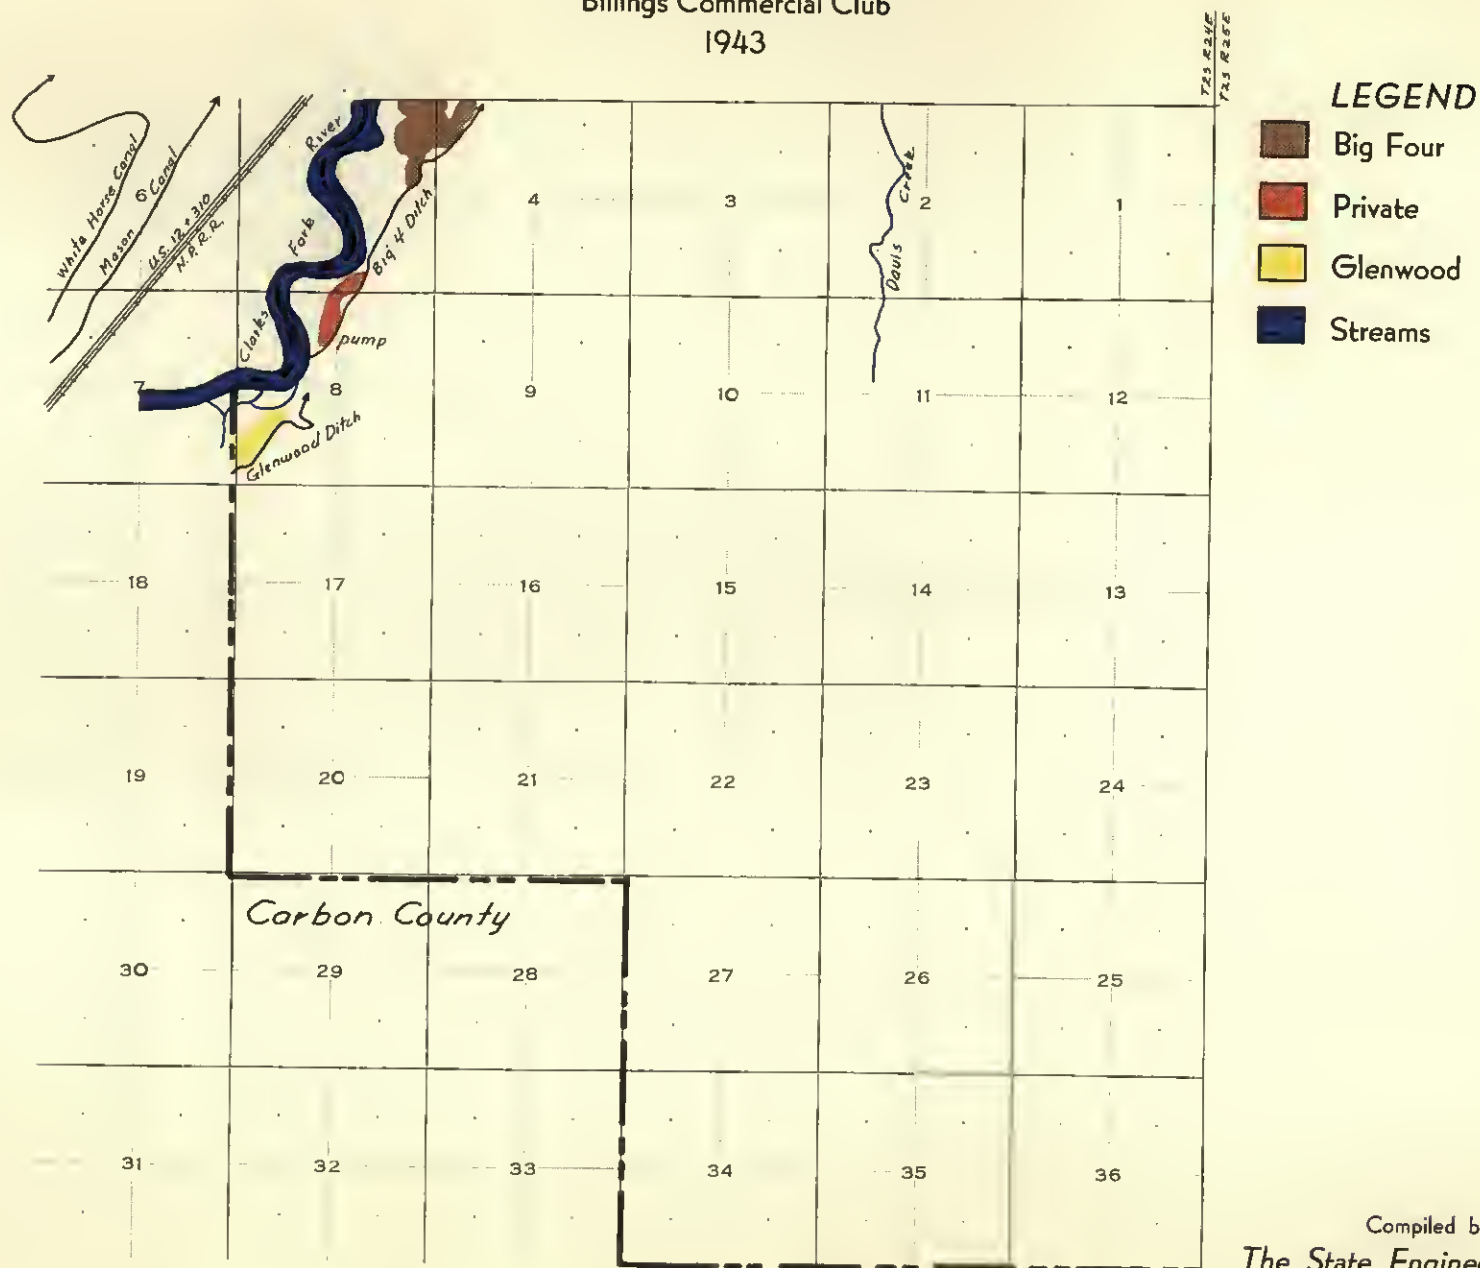 Billings Commercial Club
1943
T2S R24E
T2S R25E
LEGEND
Big Four
Private
Glenwood
Streams
White Horse Canal
6
Mason Canal
U.S. 12 + 310
N.P.R.R.
Clarks Fork River
Big 4 Ditch
pump
Glenwood Ditch
Davis Creek
4
3
2
1
7
8
9
10
11
12
18
17
16
15
14
13
19
20
21
22
23
24
Carbon County
30
29
28
27
26
25
31
32
33
34
35
36
Compiled b
The State Engine